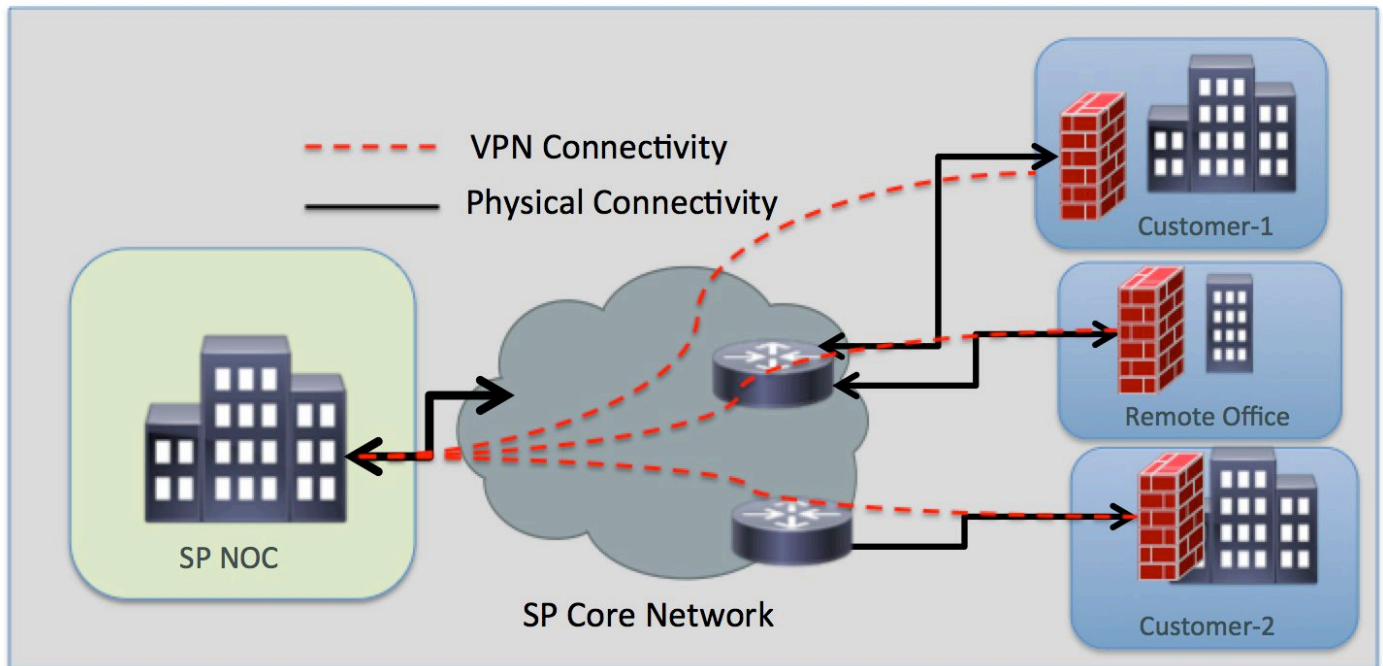 VPN Connectivity
Physical Connectivity
Customer-1
Remote Office
SP NOC
SP Core Network
Customer-2